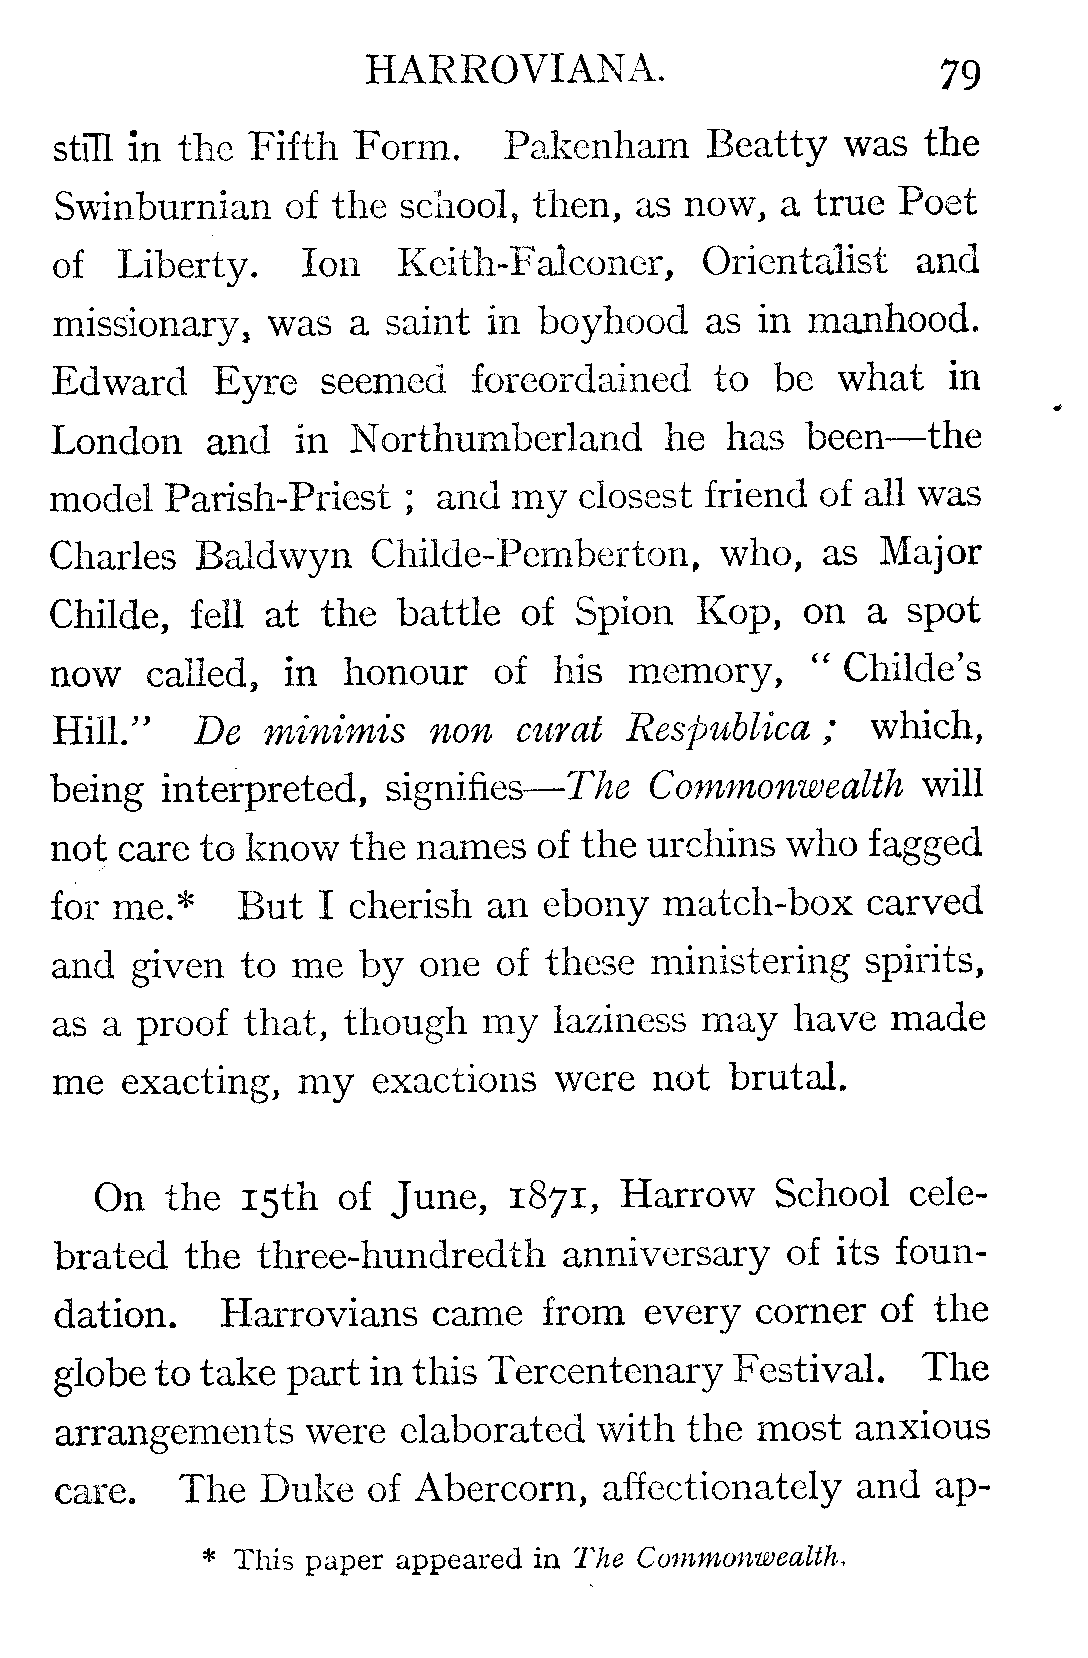 HARROVIANA. 79
still in the Fifth Form. Pakenham Beatty was the
Swinburnian of the school, then, as now, a true Poet
of Liberty. Ion Keith-Falconer, Orientalist and
missionary, was a saint in boyhood as in manhood.
Edward Eyre seemed foreordained to be what in
London and in Northumberland he has been—the
model Parish-Priest ; and my closest friend of all was
Charles Baldwyn Childe-Pemberton, who, as Major
Childe, fell at the battle of Spion Kop, on a spot
now called, in honour of his memory, “ Childe’s
Hill.” De minimis non curat Respublica ; which,
being interpreted, signifies—The Commonwealth will
not care to know the names of the urchins who fagged
for me.* But I cherish an ebony match-box carved
and given to me by one of these ministering spirits,
as a proof that, though my laziness may have made
me exacting, my exactions were not brutal.
On the 15th of June, 1871, Harrow School cele-
brated the three-hundredth anniversary of its foun-
dation. Harrovians came from every corner of the
globe to take part in this Tercentenary Festival. The
arrangements were elaborated with the most anxious
care. The Duke of Abercorn, affectionately and ap-
* This paper appeared in The Commonwealth.